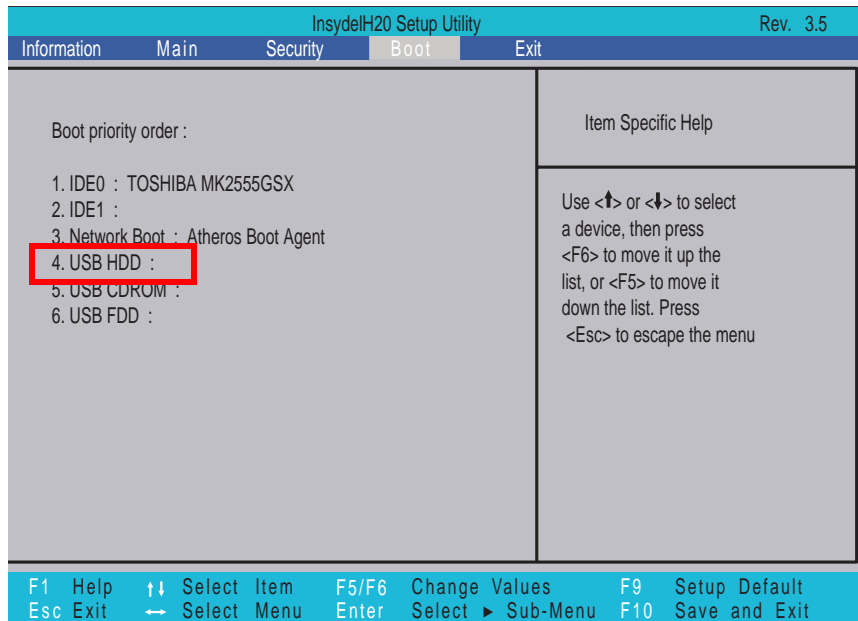 InsydelH20 Setup Utility Rev. 3.5
Information Main Security Boot Exit
Boot priority order :
1. IDE0 : TOSHIBA MK2555GSX
2. IDE1 :
3. Network Boot : Atheros Boot Agent
4. USB HDD :
5. USB CDROM :
6. USB FDD :
Item Specific Help
Use <↑> or <↓> to select
a device, then press
<F6> to move it up the
list, or <F5> to move it
down the list. Press
<Esc> to escape the menu
F1 Help ↑↓ Select Item F5/F6 Change Values F9 Setup Default
Esc Exit ↔ Select Menu Enter Select ► Sub-Menu F10 Save and Exit